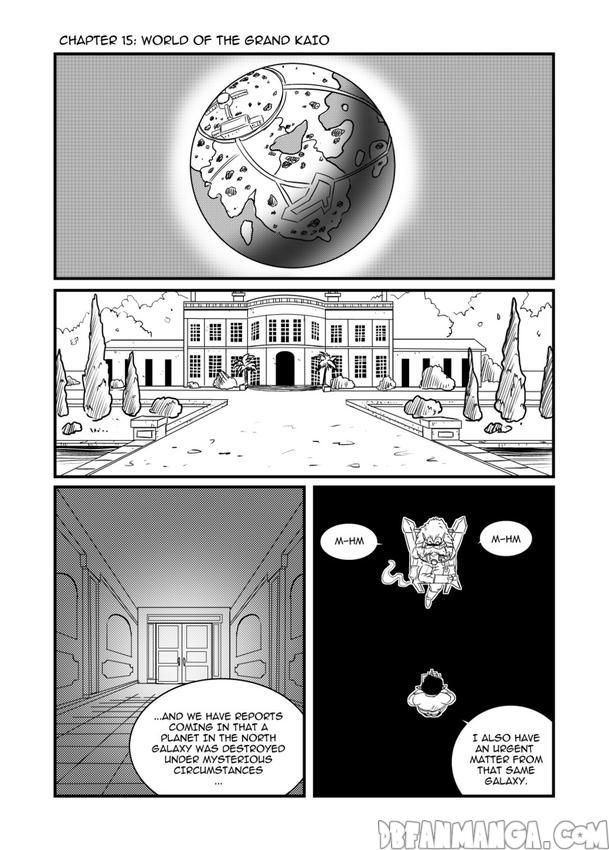 CHAPTER 15: WORLD OF THE GRAND KAIO
...AND WE HAVE REPORTS
COMING IN THAT A
PLANET IN THE NORTH
GALAXY WAS DESTROYED
UNDER MYSTERIOUS
CIRCUMSTANCES
...
M-HM
M-HM
I ALSO HAVE
AN URGENT
MATTER FROM
THAT SAME
GALAXY.
DBFANMANGA.COM